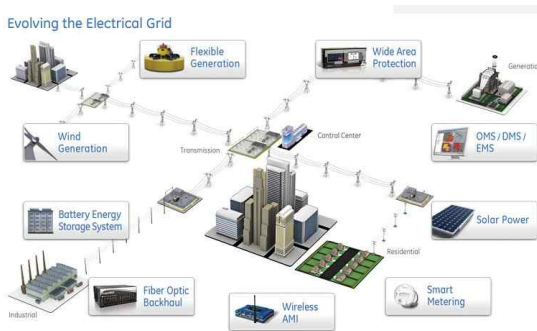 Evolving the Electrical Grid
Flexible
Generation
Wide Area
Protection
Generation
Wind
Generation
Transmission
Control Center
OMS / DMS /
EMS
Battery Energy
Storage System
Solar Power
Residential
Fiber Optic
Backhaul
Wireless
AMI
Smart
Metering
Industrial